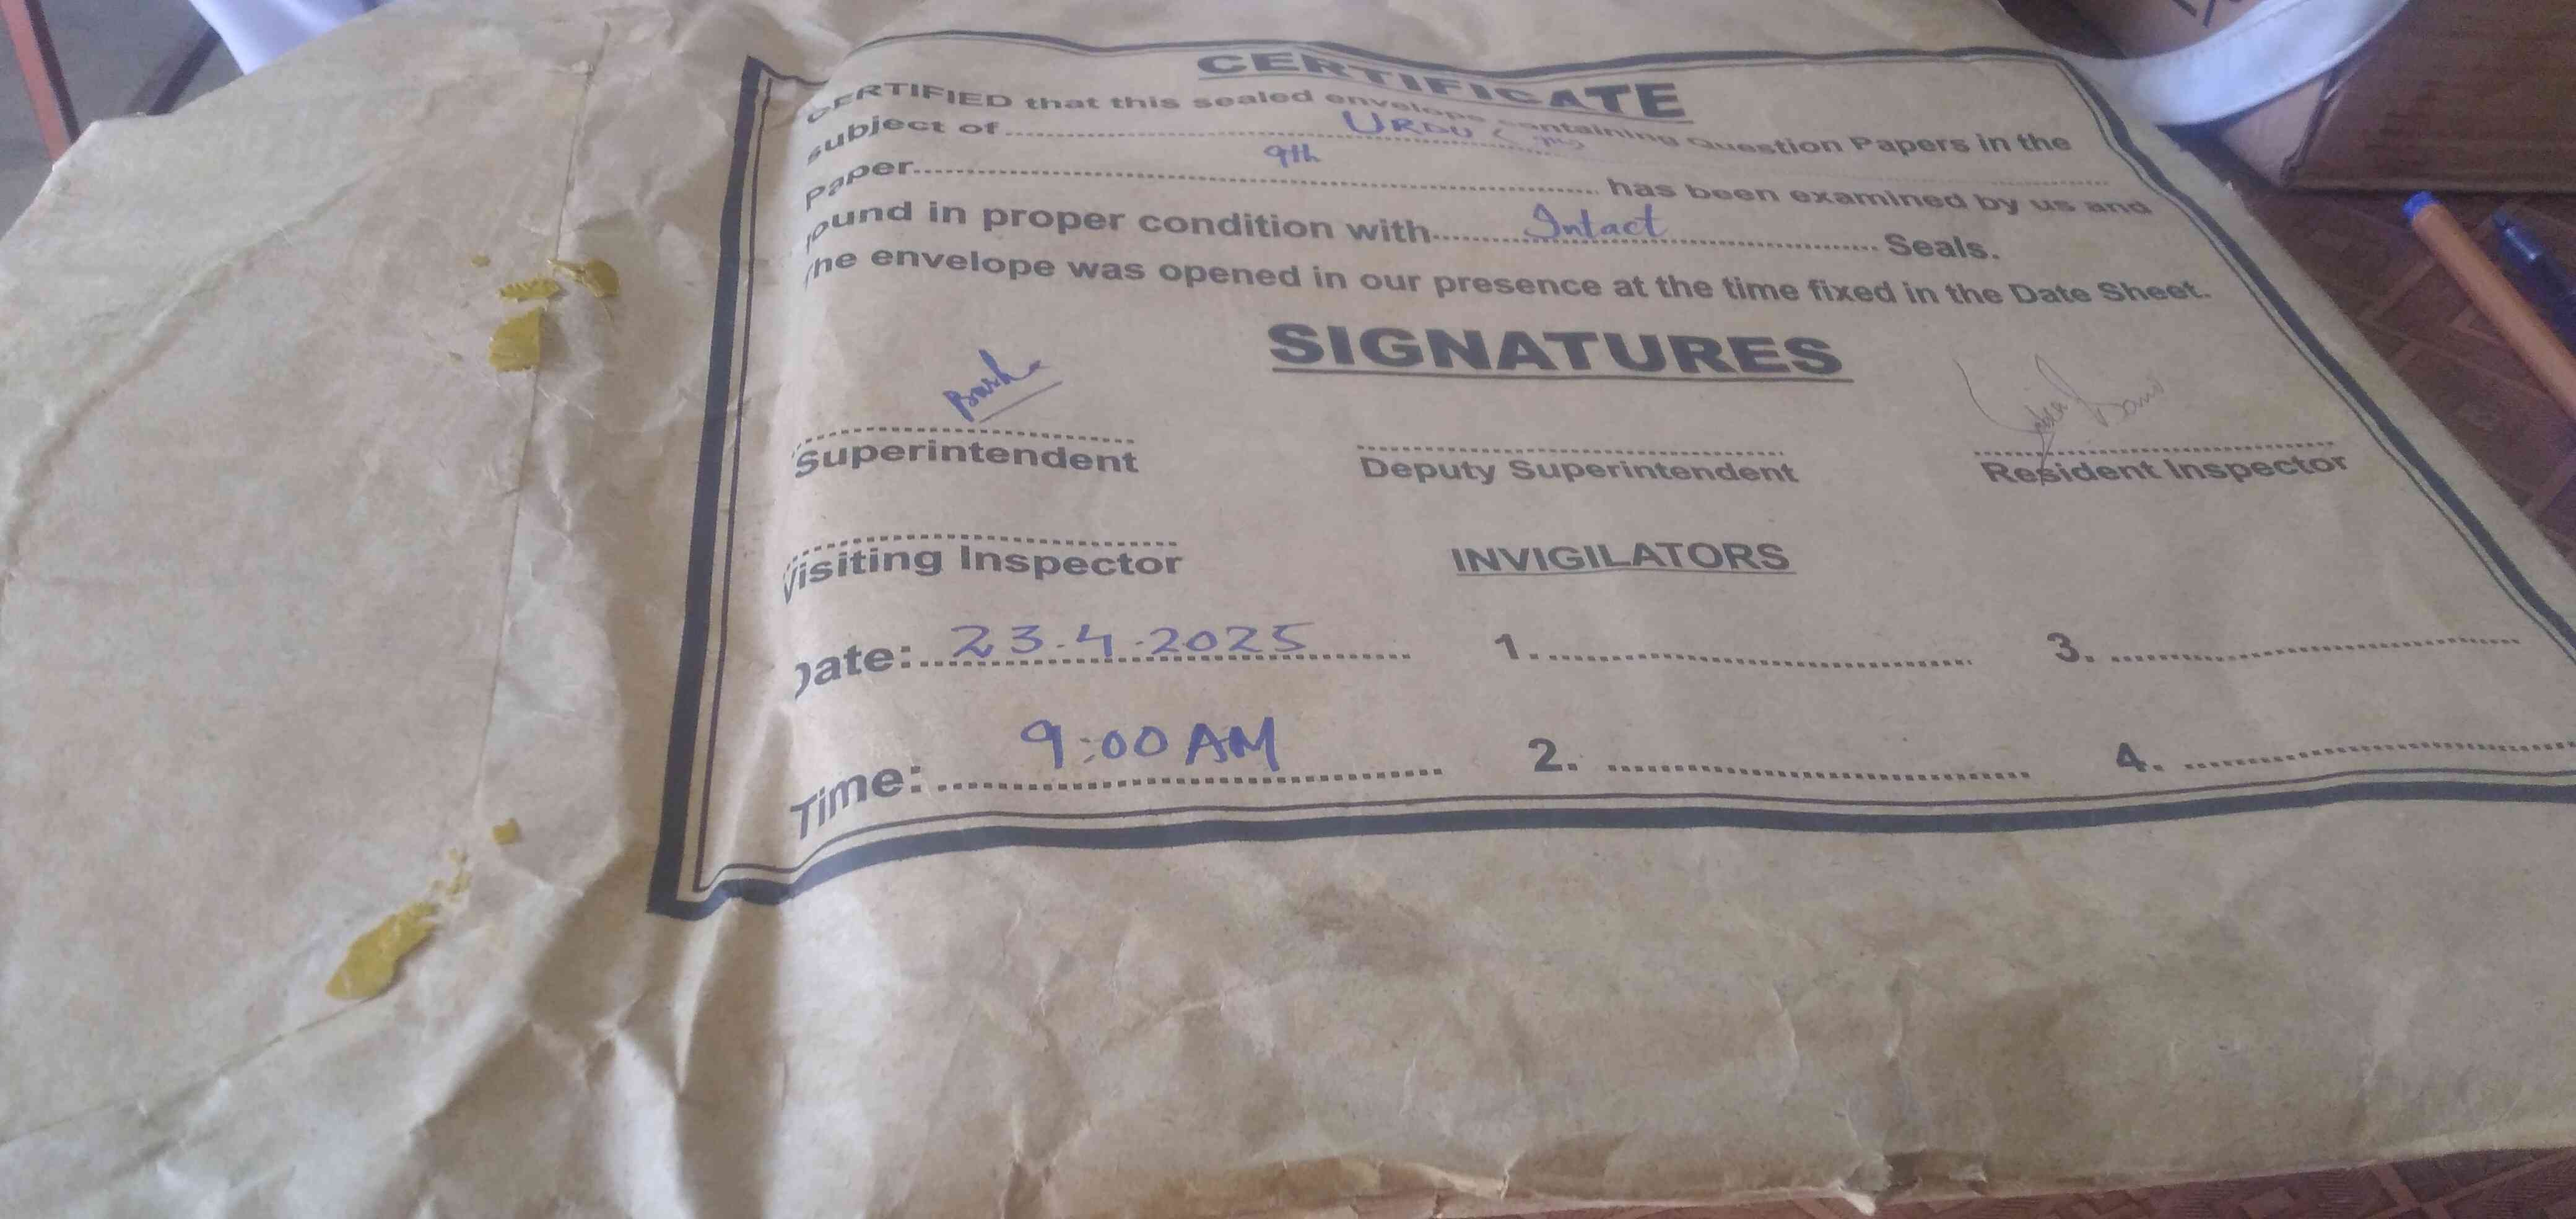 CERTIFICATE
CERTIFIED that this sealed envelope containing Question Papers in the
subject of URDU
Paper 9th has been examined by us and
ound in proper condition with Intact Seals.
he envelope was opened in our presence at the time fixed in the Date Sheet.
SIGNATURES
Superintendent Deputy Superintendent Resident Inspector
Visiting Inspector INVIGILATORS
Date: 23.4.2025 1. 3.
Time: 9:00 AM 2. 4.